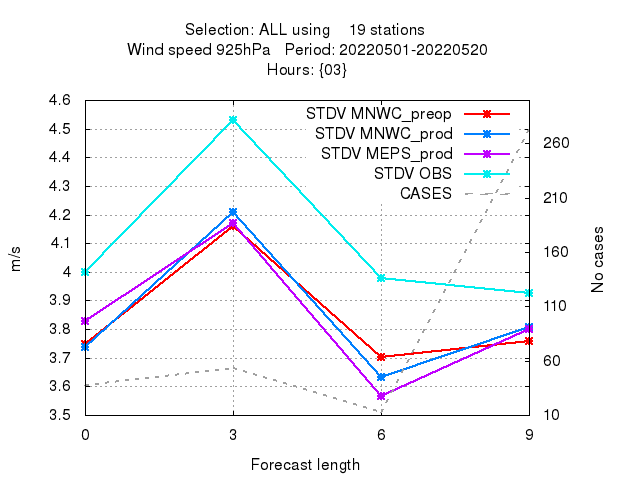 Selection: ALL using 19 stations
Wind speed 925hPa Period: 20220501-20220520
Hours: {03}
STDV MNWC_preop
STDV MNWC_prod
STDV MEPS_prod
STDV OBS
CASES
4.6
4.5
4.4
4.3
4.2
4.1
4
3.9
3.8
3.7
3.6
3.5
m/s
260
210
160
110
60
10
No cases
0 3 6 9
Forecast length